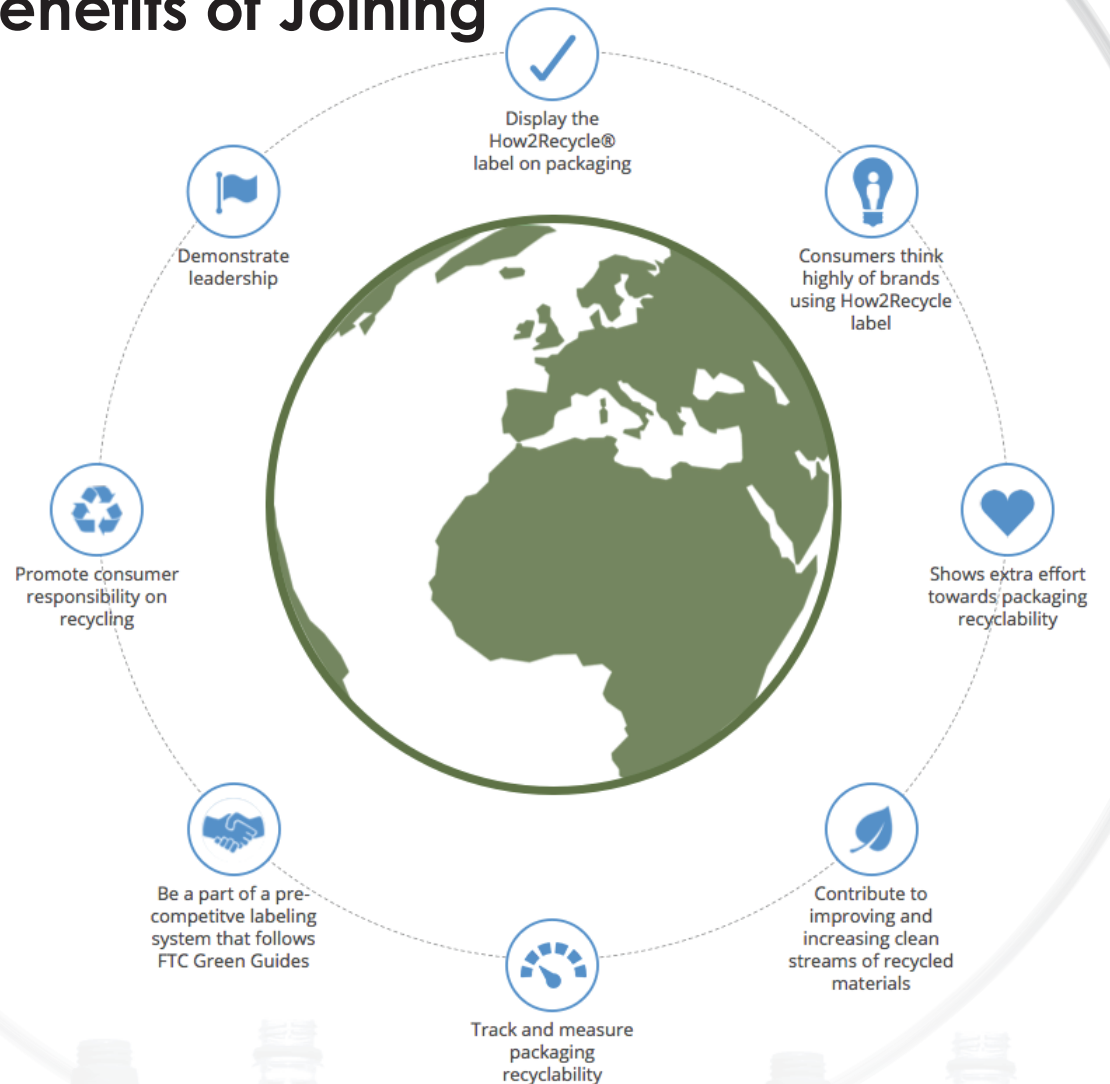 enefits of Joining
Display the
How2Recycle®
label on packaging
Consumers think
highly of brands
using How2Recycle
label
Shows extra effort
towards packaging
recyclability
Contribute to
improving and
increasing clean
streams of recycled
materials
Track and measure
packaging
recyclability
Be a part of a pre-
competitve labeling
system that follows
FTC Green Guides
Promote consumer
responsibility on
recycling
Demonstrate
leadership